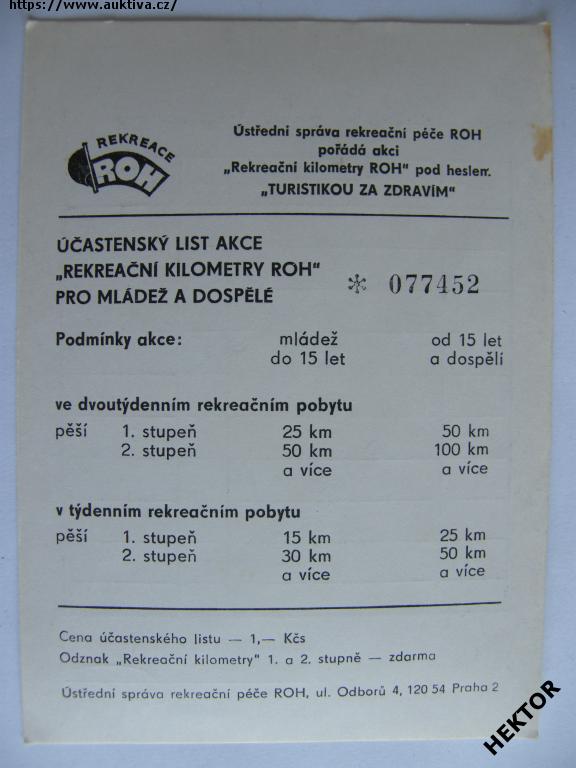 https://www.auktiva.cz/
REKREACE
ROH
Ústřední správa rekreační péče ROH
pořádá akci
„Rekreační kilometry ROH“ pod heslem:
„TURISTIKOU ZA ZDRAVÍM“
ÚČASTENSKÝ LIST AKCE
„REKREAČNÍ KILOMETRY ROH“
PRO MLÁDEŽ A DOSPĚLÉ
* 077452
Podmínky akce: mládež od 15 let
do 15 let a dospělí
ve dvoutýdenním rekreačním pobytu
pěší 1. stupeň 25 km 50 km
2. stupeň 50 km 100 km
a více a více
v týdenním rekreačním pobytu
pěší 1. stupeň 15 km 25 km
2. stupeň 30 km 50 km
a více a více
Cena účastenského listu — 1,— Kčs
Odznak „Rekreační kilometry“ 1. a 2. stupně — zdarma
Ústřední správa rekreační péče ROH, ul. Odborů 4, 120 54 Praha 2
HEKTOR